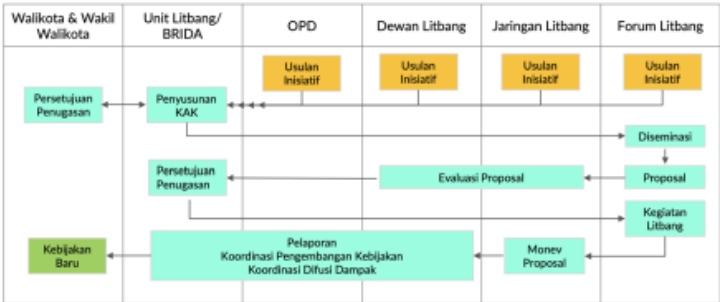 Walikota & Wakil
Walikota
Unit Litbang/
BRIDA
OPD
Dewan Litbang
Jaringan Litbang
Forum Litbang
Usulan
Inisiatif
Usulan
Inisiatif
Usulan
Inisiatif
Usulan
Inisiatif
Persetujuan
Penugasan
Penyusunan
KAK
Diseminasi
Persetujuan
Penugasan
Evaluasi Proposal
Proposal
Kegiatan
Litbang
Kebijakan
Baru
Pelaporan
Koordinasi Pengembangan Kebijakan
Koordinasi Difusi Dampak
Monev
Proposal